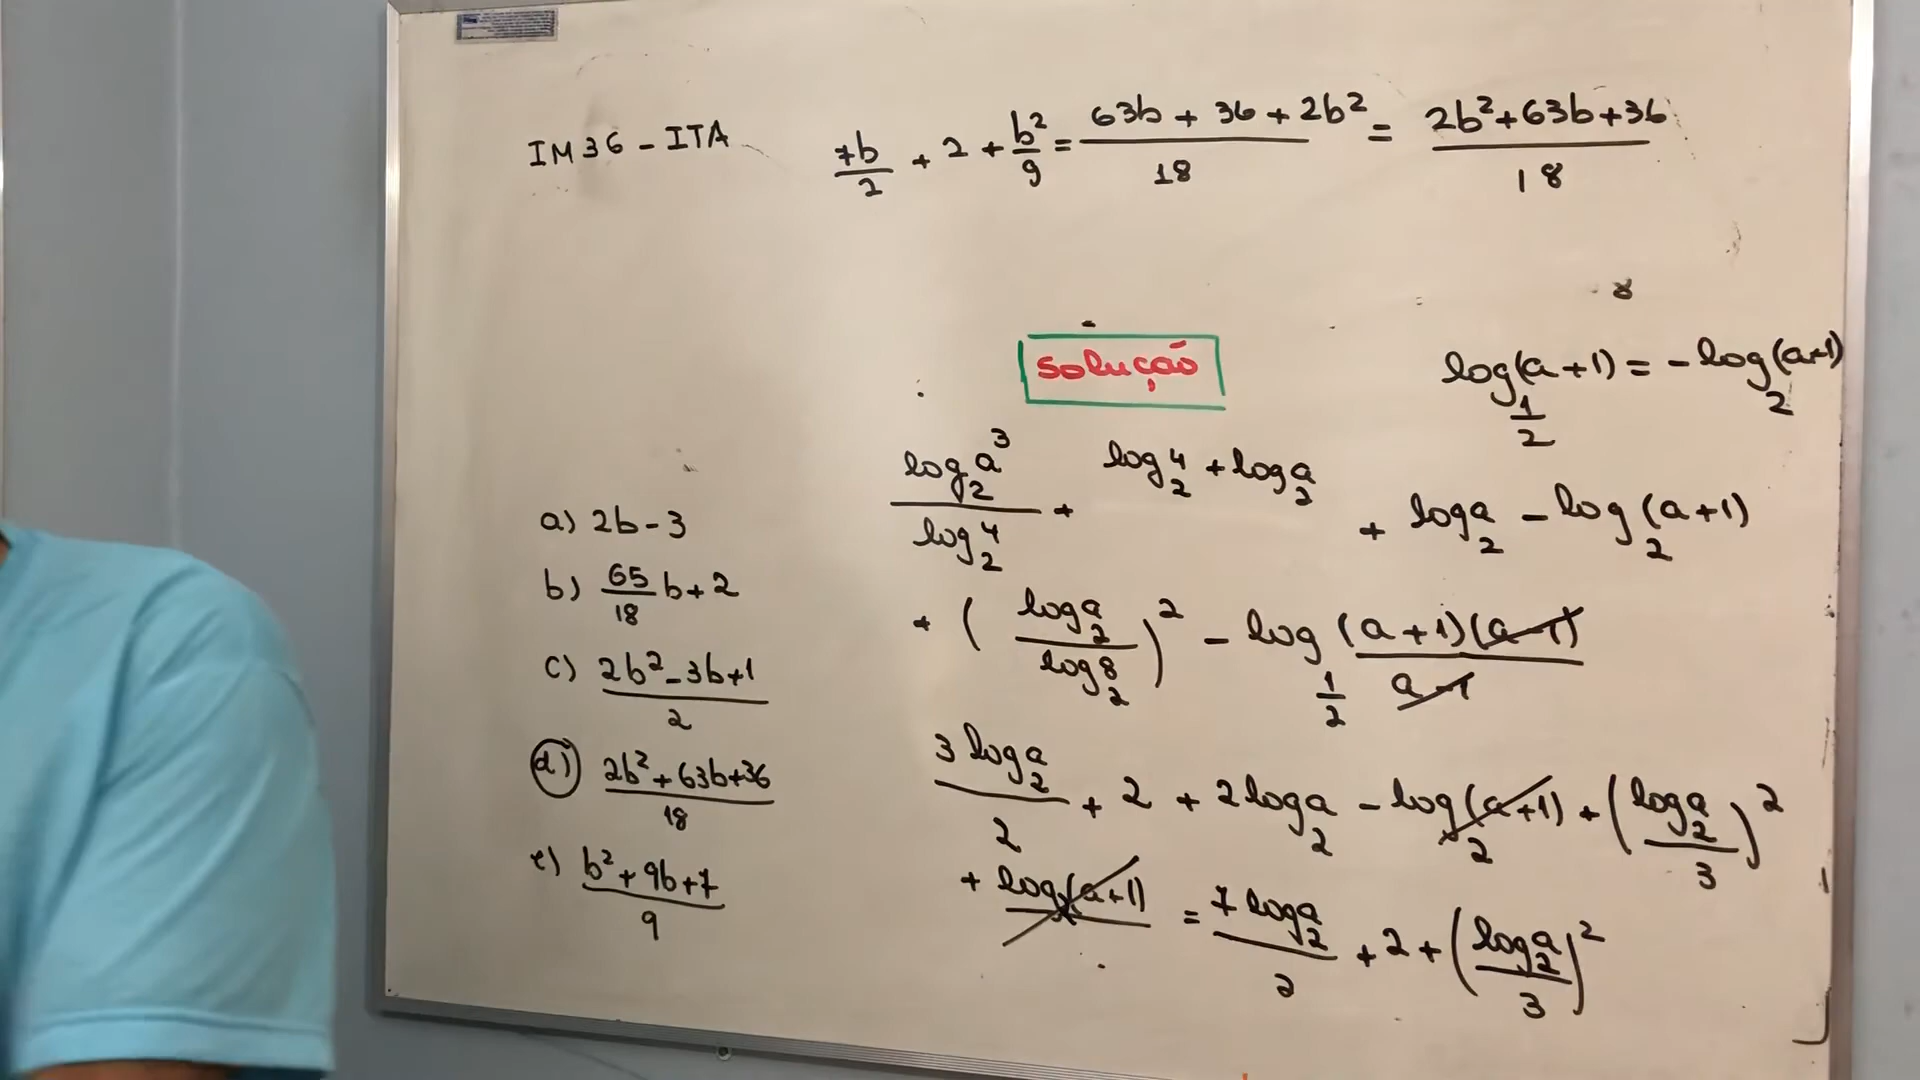 IM36 - ITA
7b/2 + 2 + b²/9 = (63b + 36 + 2b²)/18 = (2b² + 63b + 36)/18
solução
log_{1/2}(a+1) = -log_2(a+1)
log_2 a³ / log_2 4 + log_2 4 + log_2 a + log_2 a - log_2(a+1)
+ (log_2 a / log_2 8)² - log_{1/2} (a+1)(a-1)/(a-1)
3 log_2 a / 2 + 2 + 2 log_2 a - log_2(a+1) + (log_2 a / 3)²
+ log_2(a+1) = 7 log_2 a / 2 + 2 + (log_2 a / 3)²
a) 2b - 3
b) 65/18 b + 2
c) (2b² - 3b + 1)/2
d) (2b² + 63b + 36)/18
e) (b² + 9b + 7)/9